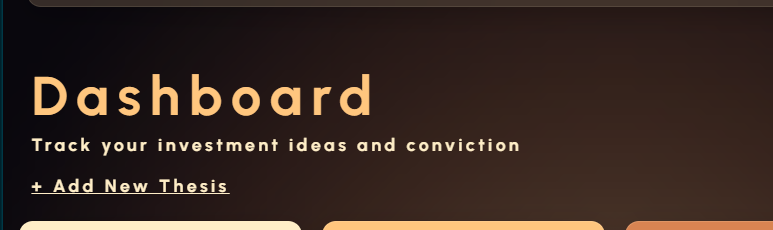 Dashboard
Track your investment ideas and conviction
+ Add New Thesis